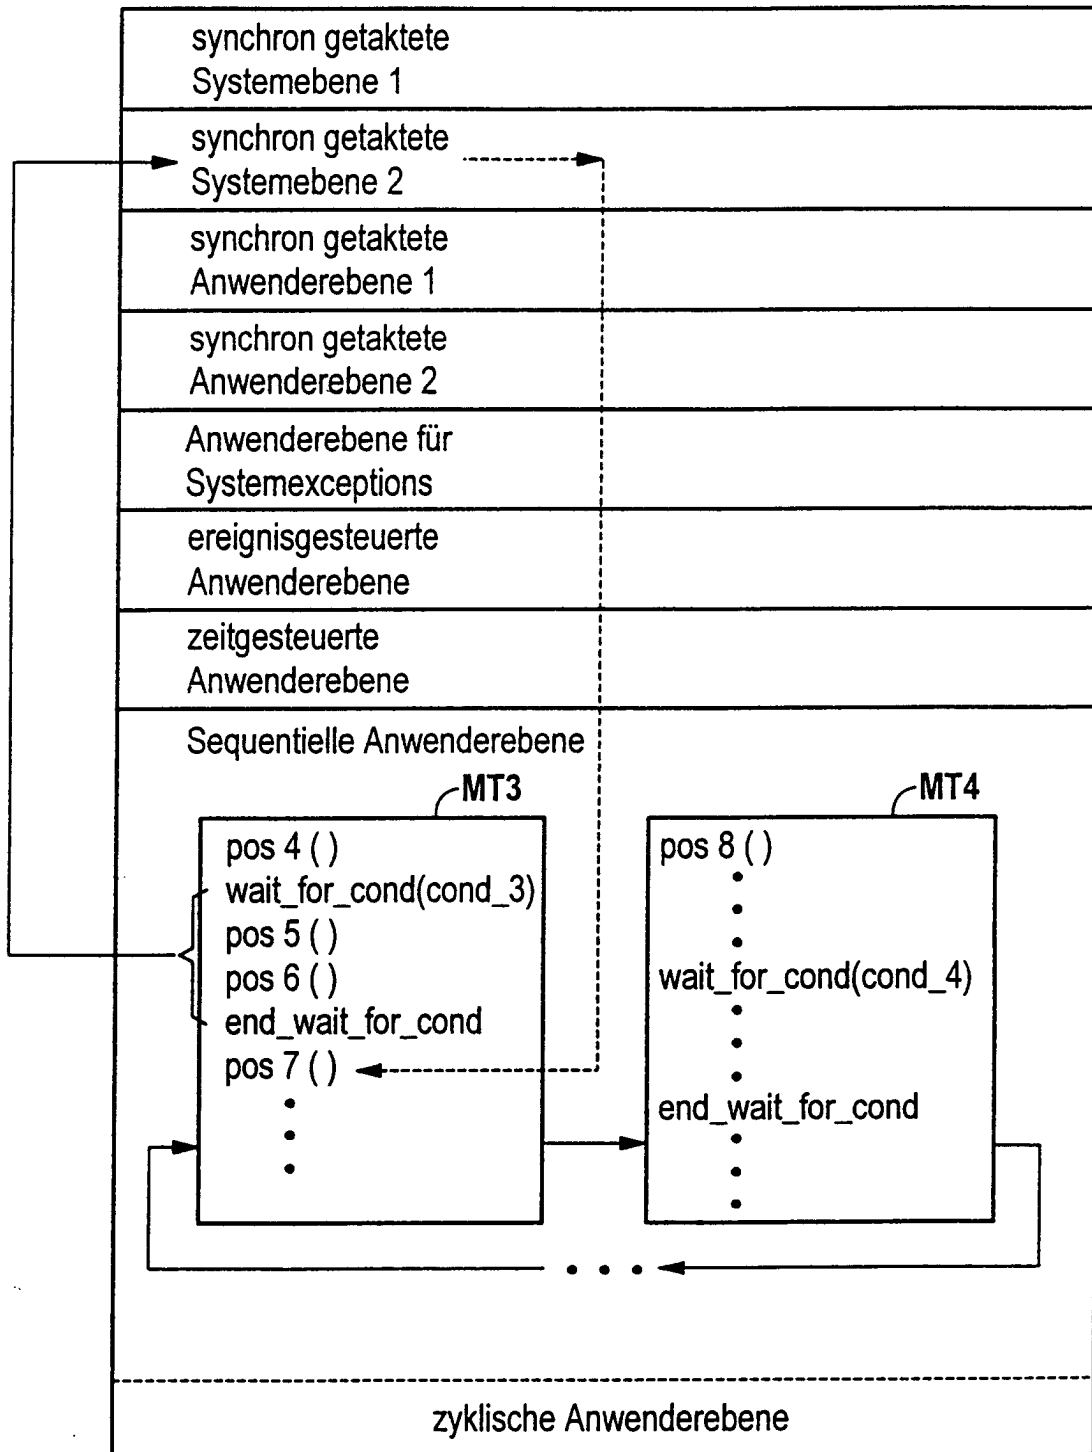 synchron getaktete
Systemebene 1
synchron getaktete
Systemebene 2
synchron getaktete
Anwenderebene 1
synchron getaktete
Anwenderebene 2
Anwenderebene für
Systemexceptions
ereignisgesteuerte
Anwenderebene
zeitgesteuerte
Anwenderebene
Sequentielle Anwenderebene
MT3
pos 4 ( )
wait_for_cond(cond_3)
pos 5 ( )
pos 6 ( )
end_wait_for_cond
pos 7 ( )
MT4
pos 8 ( )
wait_for_cond(cond_4)
end_wait_for_cond
zyklische Anwenderebene